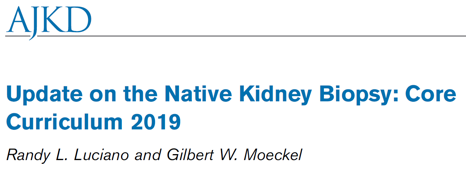 AJKD
Update on the Native Kidney Biopsy: Core
Curriculum 2019
Randy L. Luciano and Gilbert W. Moeckel